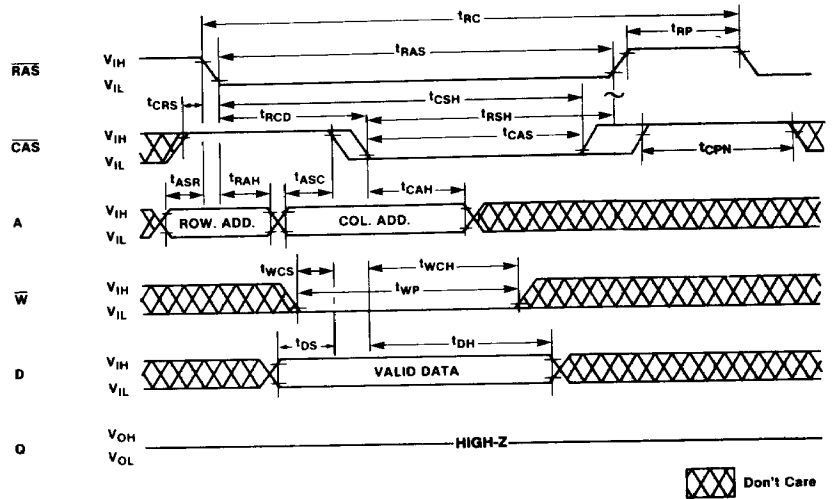 tRC
tRAS
tRP
RAS
VIH
VIL
tCRS
tRCD
tCSH
tRSH
tCAS
tCPN
CAS
VIH
VIL
tASR
tRAH
tASC
tCAH
A
VIH
VIL
ROW. ADD.
COL. ADD.
tWCS
tWCH
tWP
W
VIH
VIL
tDS
tDH
D
VIH
VIL
VALID DATA
Q
VOH
VOL
HIGH-Z
Don't Care